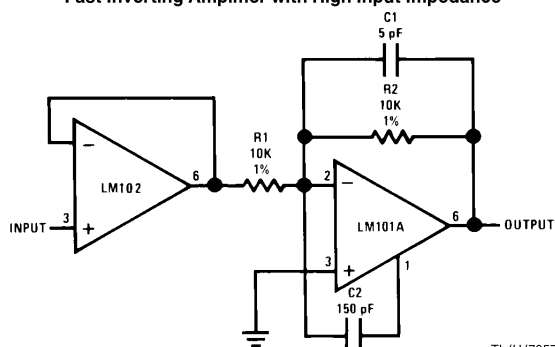 Fast Inverting Amplifier with High Input Impedance
C1
5 pF
R2
10K
1%
R1
10K
1%
LM102
6
3
INPUT
−
+
2
−
LM101A
6
OUTPUT
3
+
1
C2
150 pF